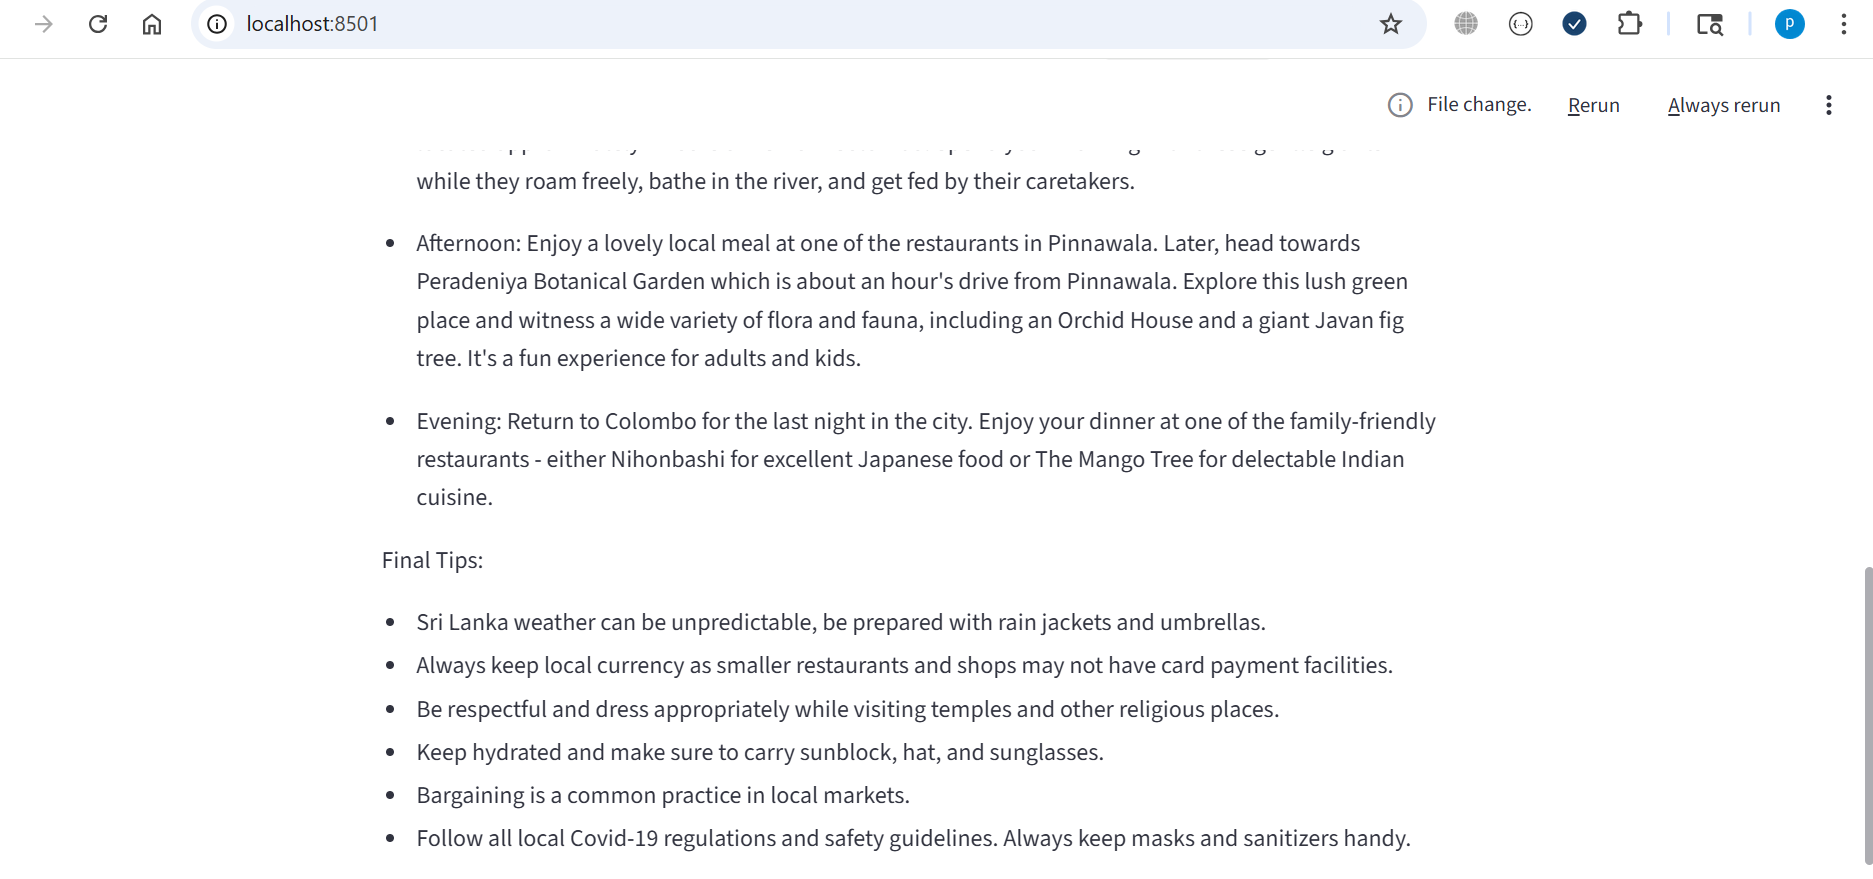 localhost:8501
p
File change. Rerun Always rerun
while they roam freely, bathe in the river, and get fed by their caretakers.
• Afternoon: Enjoy a lovely local meal at one of the restaurants in Pinnawala. Later, head towards
Peradeniya Botanical Garden which is about an hour's drive from Pinnawala. Explore this lush green
place and witness a wide variety of flora and fauna, including an Orchid House and a giant Javan fig
tree. It's a fun experience for adults and kids.
• Evening: Return to Colombo for the last night in the city. Enjoy your dinner at one of the family-friendly
restaurants - either Nihonbashi for excellent Japanese food or The Mango Tree for delectable Indian
cuisine.
Final Tips:
• Sri Lanka weather can be unpredictable, be prepared with rain jackets and umbrellas.
• Always keep local currency as smaller restaurants and shops may not have card payment facilities.
• Be respectful and dress appropriately while visiting temples and other religious places.
• Keep hydrated and make sure to carry sunblock, hat, and sunglasses.
• Bargaining is a common practice in local markets.
• Follow all local Covid-19 regulations and safety guidelines. Always keep masks and sanitizers handy.